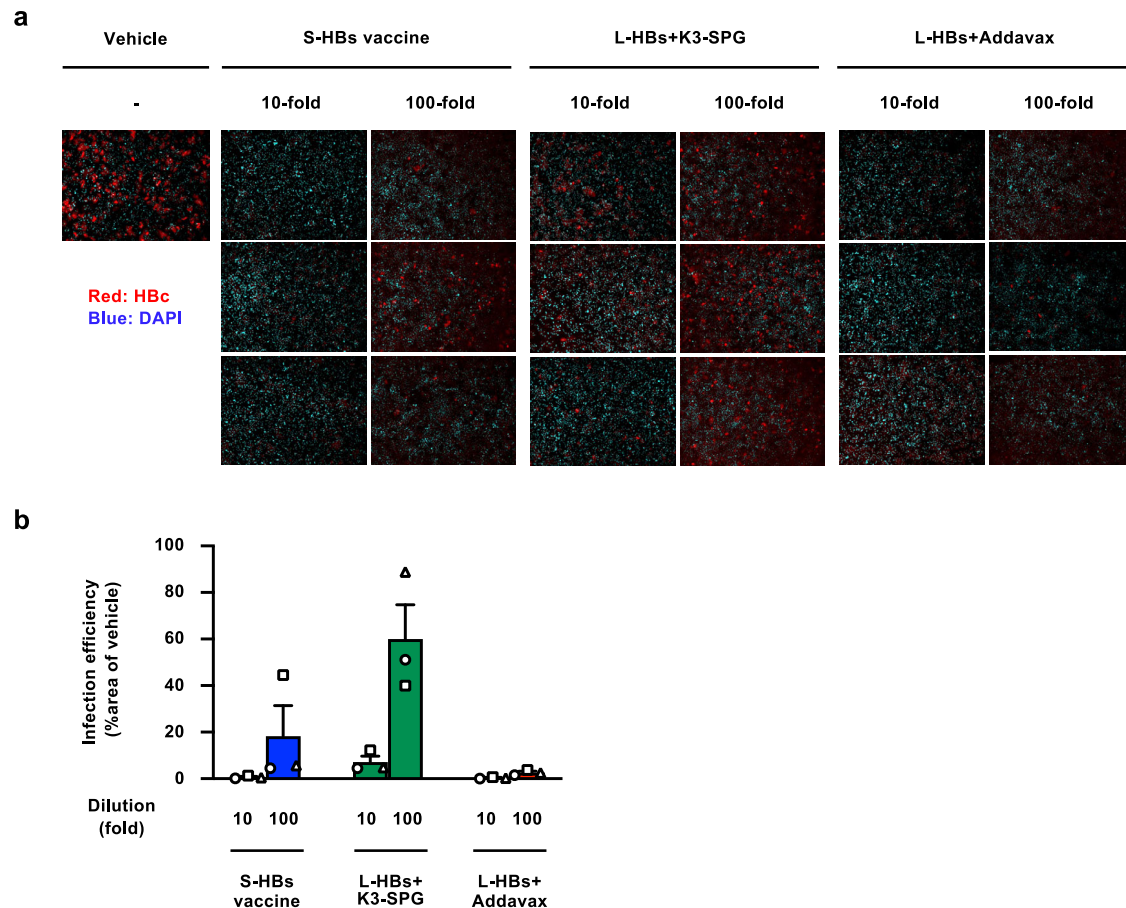 a
Vehicle
S-HBs vaccine
L-HBs+K3-SPG
L-HBs+Addavax
-
10-fold
100-fold
10-fold
100-fold
10-fold
100-fold
Red: HBc
Blue: DAPI
b
Infection efficiency
(%area of vehicle)
100
80
60
40
20
0
Dilution
(fold)
10
100
10
100
10
100
S-HBs
vaccine
L-HBs+
K3-SPG
L-HBs+
Addavax